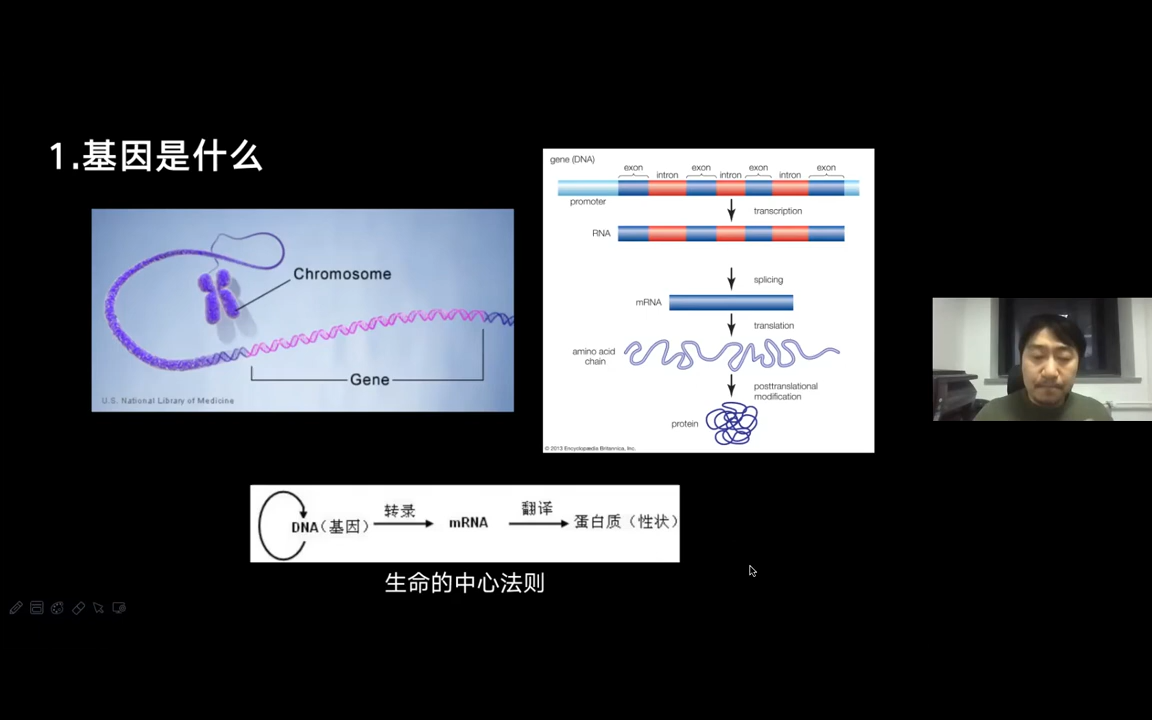 1.基因是什么
Chromosome
Gene
U.S. National Library of Medicine
gene (DNA)
exon intron exon intron exon intron exon
promoter
transcription
RNA
splicing
mRNA
translation
amino acid
chain
posttranslational
modification
protein
© 2013 Encyclopædia Britannica, Inc.
DNA(基因) 转录 mRNA 翻译 蛋白质(性状)
生命的中心法则